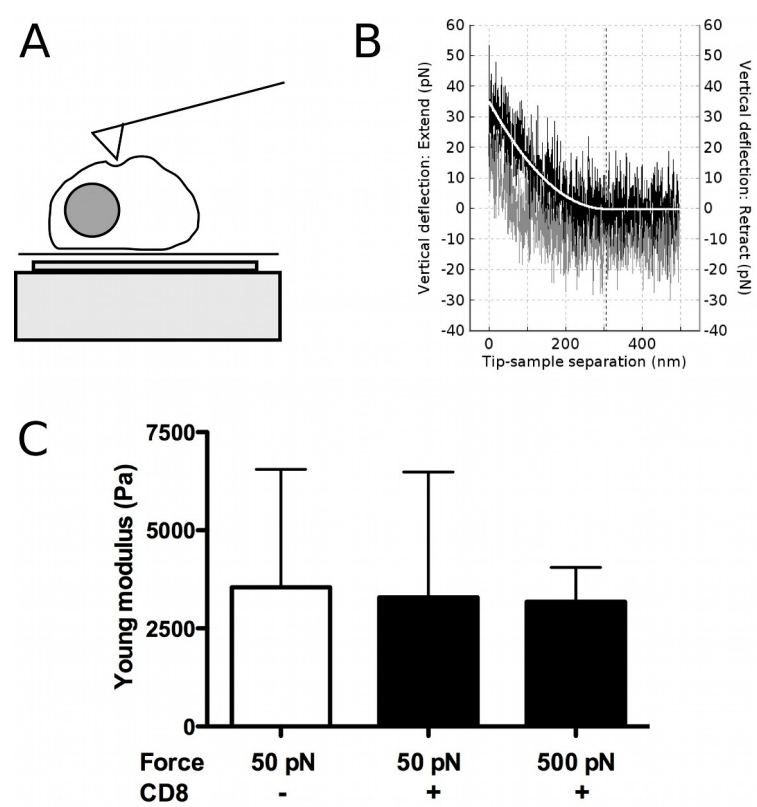 A
B
60
50
40
30
20
10
0
-10
-20
-30
-40
Vertical deflection: Extend (pN)
60
50
40
30
20
10
0
-10
20
-30
-40
Vertical deflection: Retract (pN)
0 200 400
Tip-sample separation (nm)
C
7500
5000
2500
0
Young modulus (Pa)
Force 50 pN 50 pN 500 pN
CD8 - + +